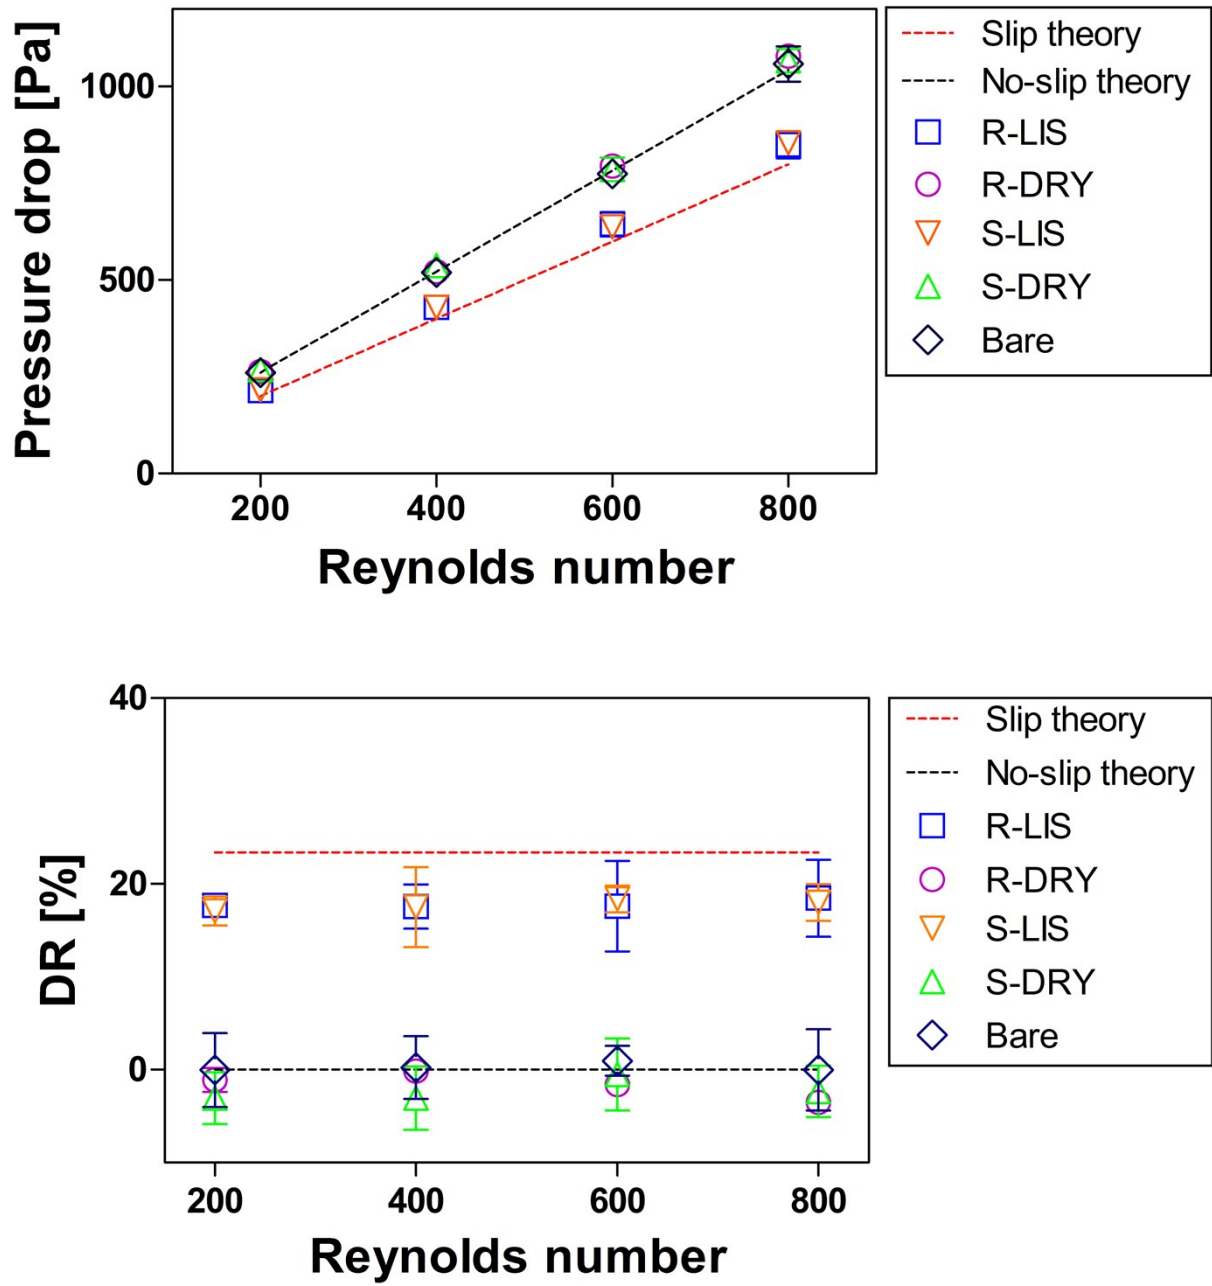 Pressure drop [Pa]
1000
500
0
200 400 600 800
Reynolds number
Slip theory
No-slip theory
R-LIS
R-DRY
S-LIS
S-DRY
Bare
DR [%]
40
20
0
200 400 600 800
Reynolds number
Slip theory
No-slip theory
R-LIS
R-DRY
S-LIS
S-DRY
Bare